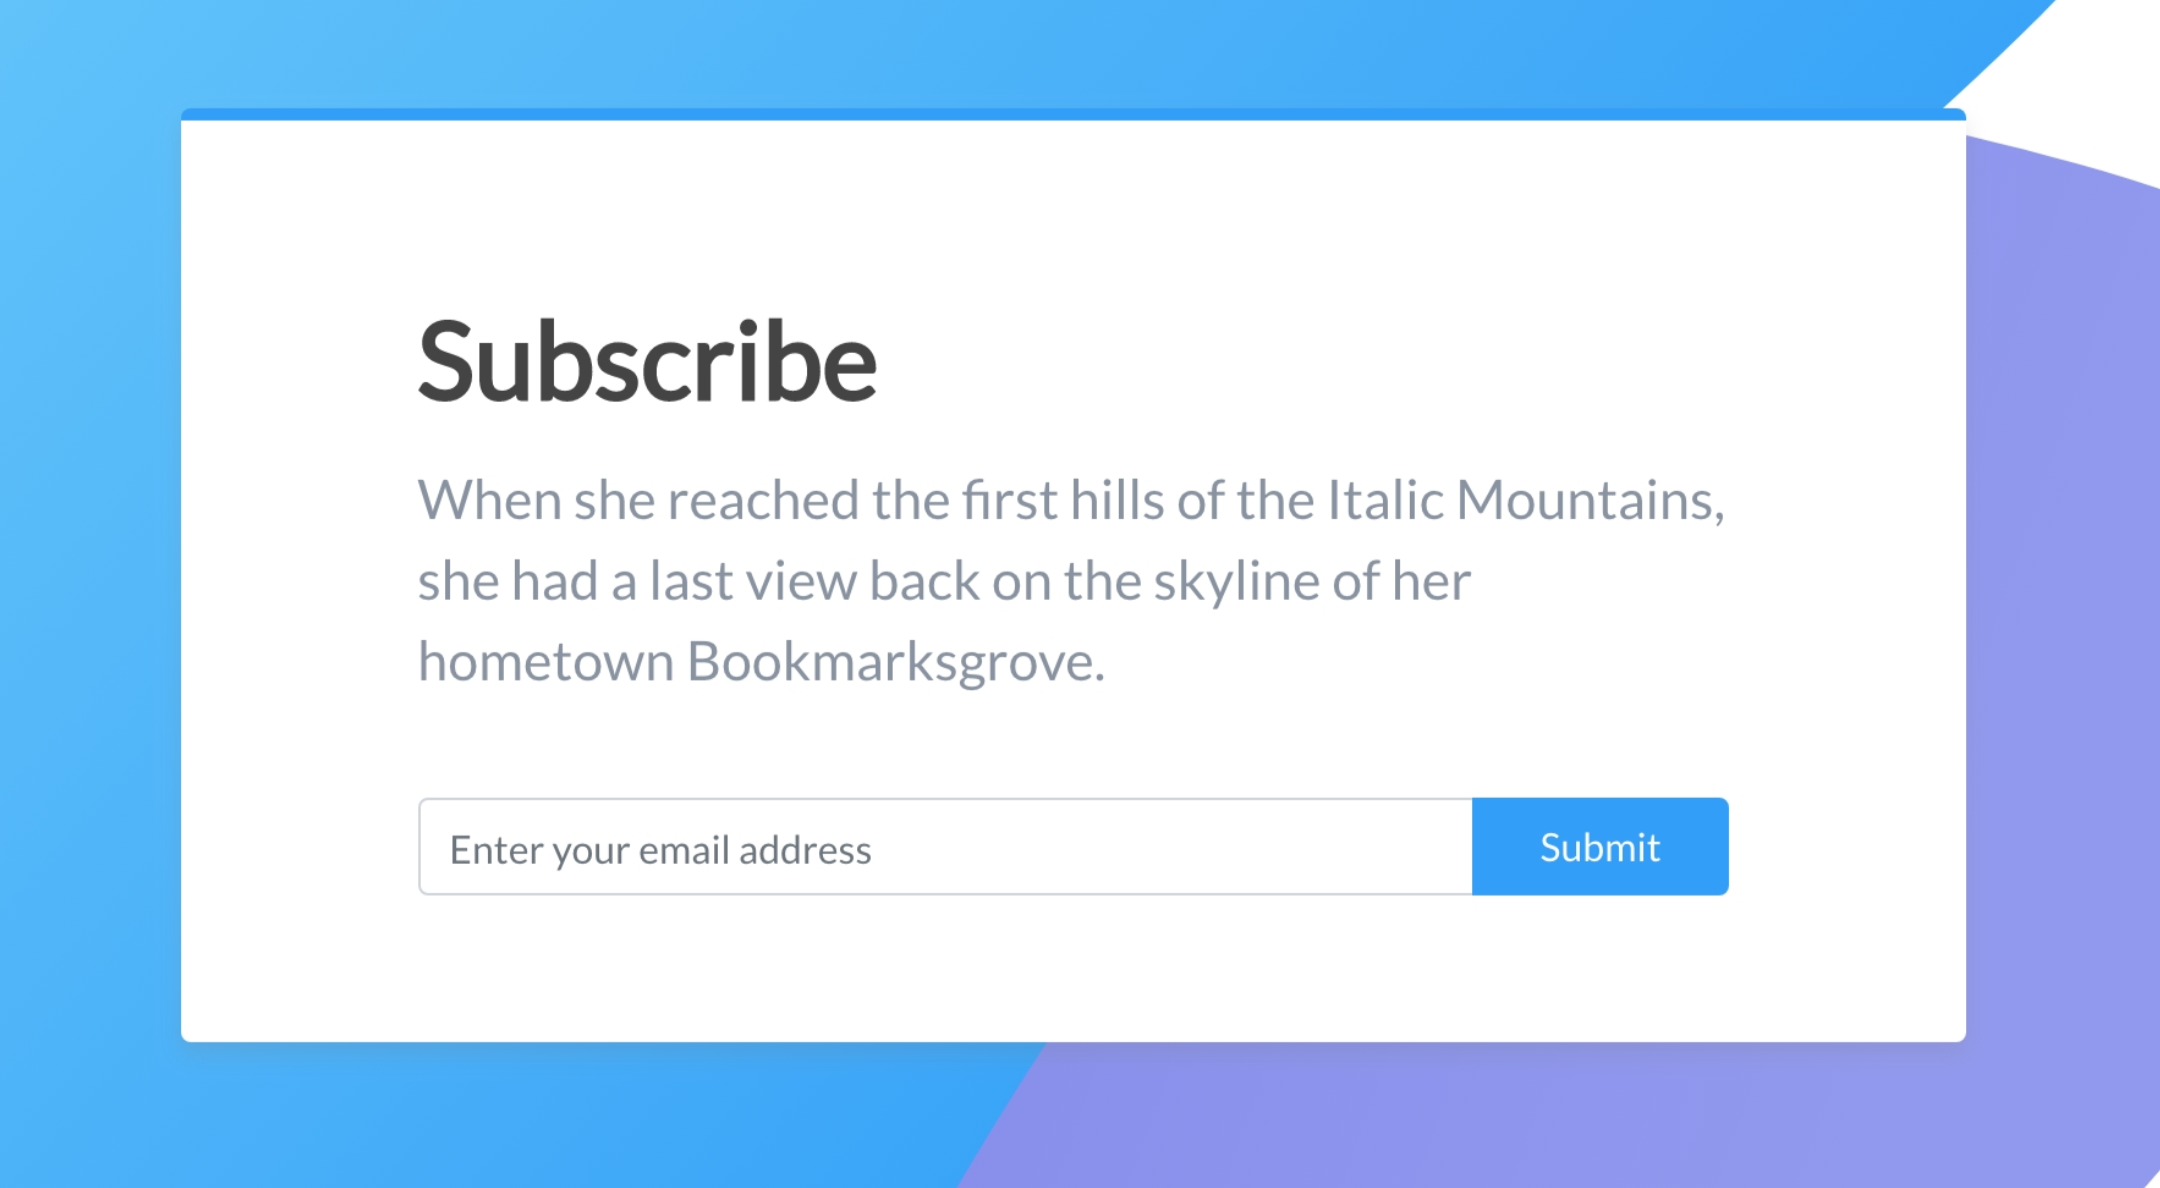 Subscribe
When she reached the first hills of the Italic Mountains,
she had a last view back on the skyline of her
hometown Bookmarksgrove.
Enter your email address
Submit